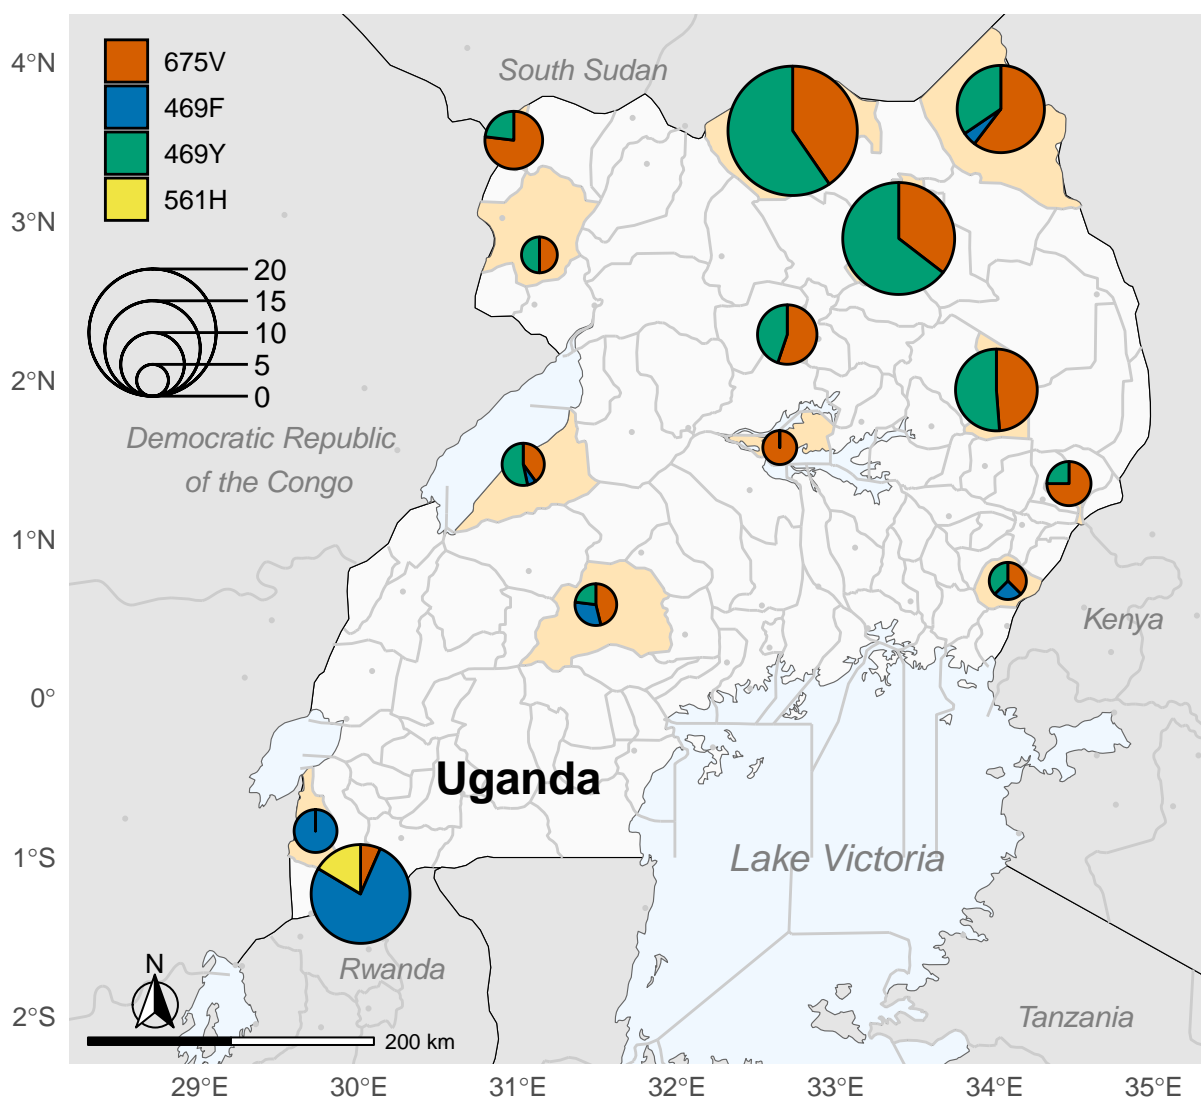 4°N
3°N
2°N
1°N
0°
1°S
2°S
675V
469F
469Y
561H
20
15
10
5
0
South Sudan
Democratic Republic
of the Congo
Kenya
Uganda
Lake Victoria
Rwanda
Tanzania
N
200 km
29°E
30°E
31°E
32°E
33°E
34°E
35°E